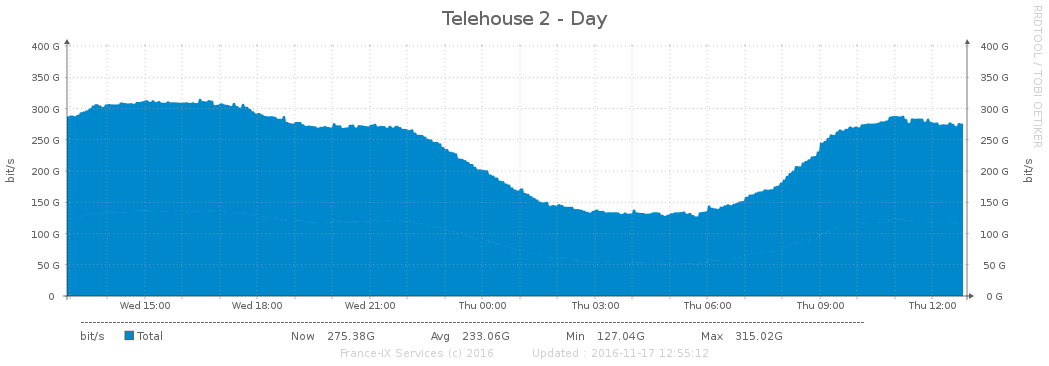 Telehouse 2 - Day
RRDTOOL / TOBI OETIKER
400 G 400 G
350 G 350 G
300 G 300 G
250 G 250 G
200 G 200 G
150 G 150 G
100 G 100 G
50 G 50 G
0 0 G
bit/s bit/s
Wed 15:00 Wed 18:00 Wed 21:00 Thu 00:00 Thu 03:00 Thu 06:00 Thu 09:00 Thu 12:00
bit/s Total Now 275.38G Avg 233.06G Min 127.04G Max 315.02G
France-IX Services (c) 2016 Updated : 2016-11-17 12:55:12